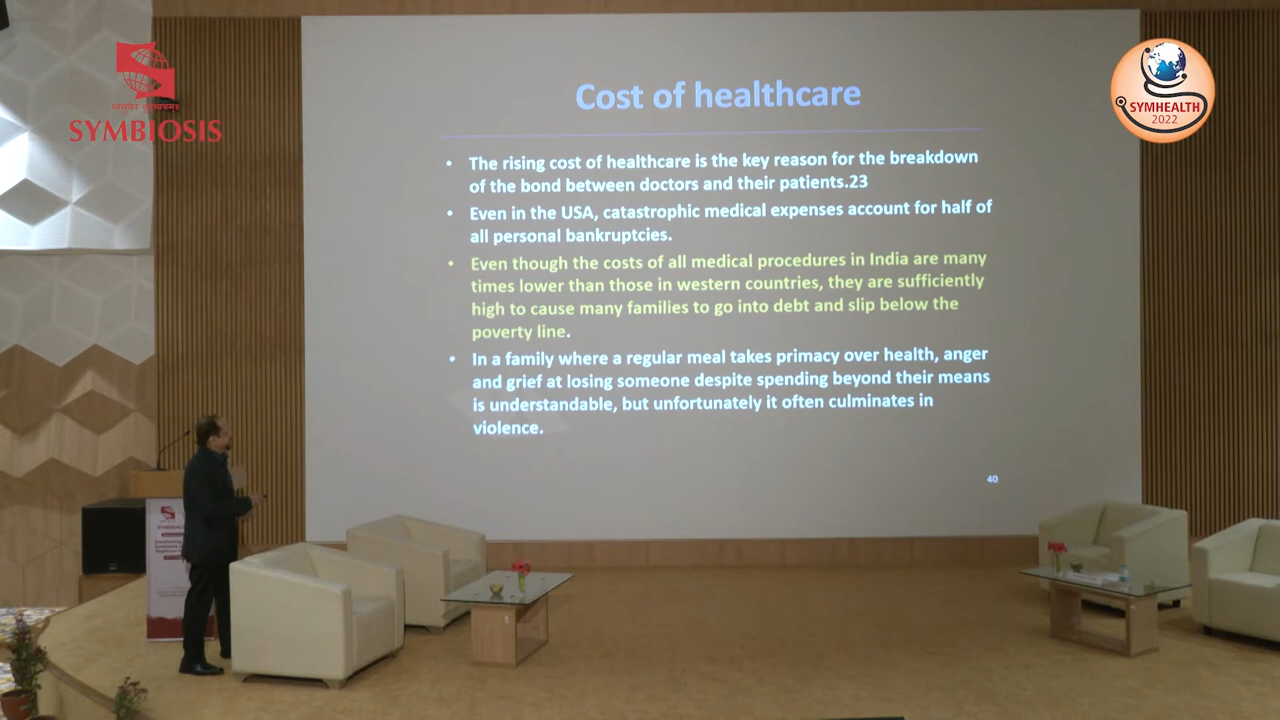 ॥वसुधैव कुटुम्बकम्॥
SYMBIOSIS
SYMHEALTH
2022
Cost of healthcare
• The rising cost of healthcare is the key reason for the breakdown
of the bond between doctors and their patients.23
• Even in the USA, catastrophic medical expenses account for half of
all personal bankruptcies.
• Even though the costs of all medical procedures in India are many
times lower than those in western countries, they are sufficiently
high to cause many families to go into debt and slip below the
poverty line.
• In a family where a regular meal takes primacy over health, anger
and grief at losing someone despite spending beyond their means
is understandable, but unfortunately it often culminates in
violence.
40